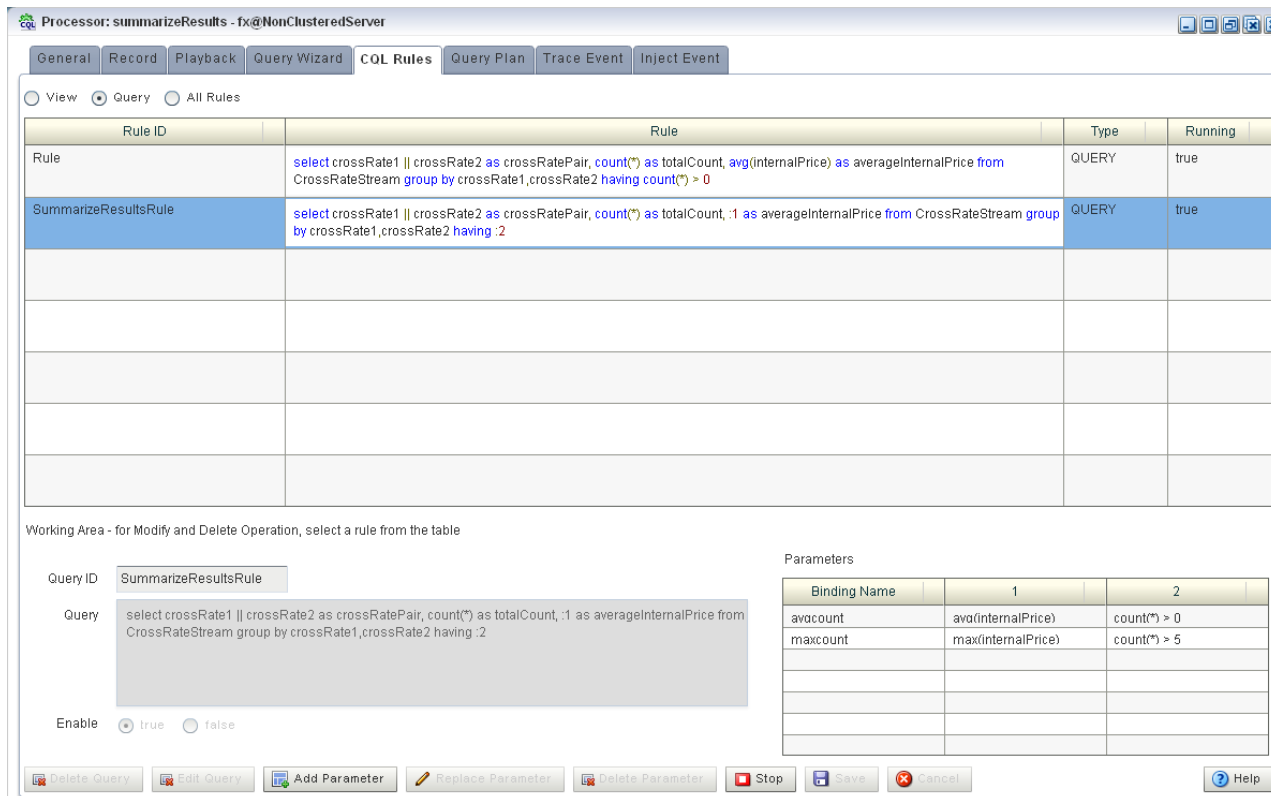 Processor: summarizeResults - fx@NonClusteredServer
General Record Playback Query Wizard CQL Rules Query Plan Trace Event Inject Event
View Query All Rules
Rule ID Rule Type Running
Rule select crossRate1 || crossRate2 as crossRatePair, count(*) as totalCount, avg(internalPrice) as averageInternalPrice from QUERY true
CrossRateStream group by crossRate1,crossRate2 having count(*) > 0
SummarizeResultsRule select crossRate1 || crossRate2 as crossRatePair, count(*) as totalCount, :1 as averageInternalPrice from CrossRateStream group QUERY true
by crossRate1,crossRate2 having :2
Working Area - for Modify and Delete Operation, select a rule from the table
Query ID SummarizeResultsRule
Query select crossRate1 || crossRate2 as crossRatePair, count(*) as totalCount, :1 as averageInternalPrice from
CrossRateStream group by crossRate1,crossRate2 having :2
Enable true false
Parameters
Binding Name 1 2
avgcount avg(internalPrice) count(*) > 0
maxcount max(internalPrice) count(*) > 5
Delete Query Edit Query Add Parameter Replace Parameter Delete Parameter Stop Save Cancel Help